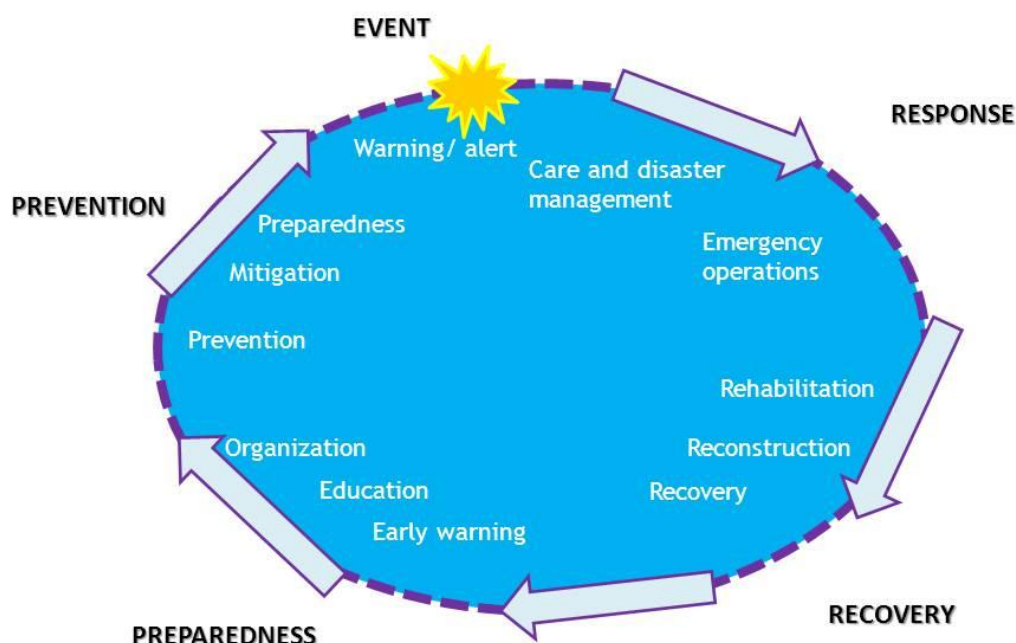 EVENT
RESPONSE
Warning/ alert
Care and disaster
management
PREVENTION
Preparedness
Emergency
operations
Mitigation
Prevention
Rehabilitation
Organization
Reconstruction
Education
Recovery
Early warning
RECOVERY
PREPAREDNESS